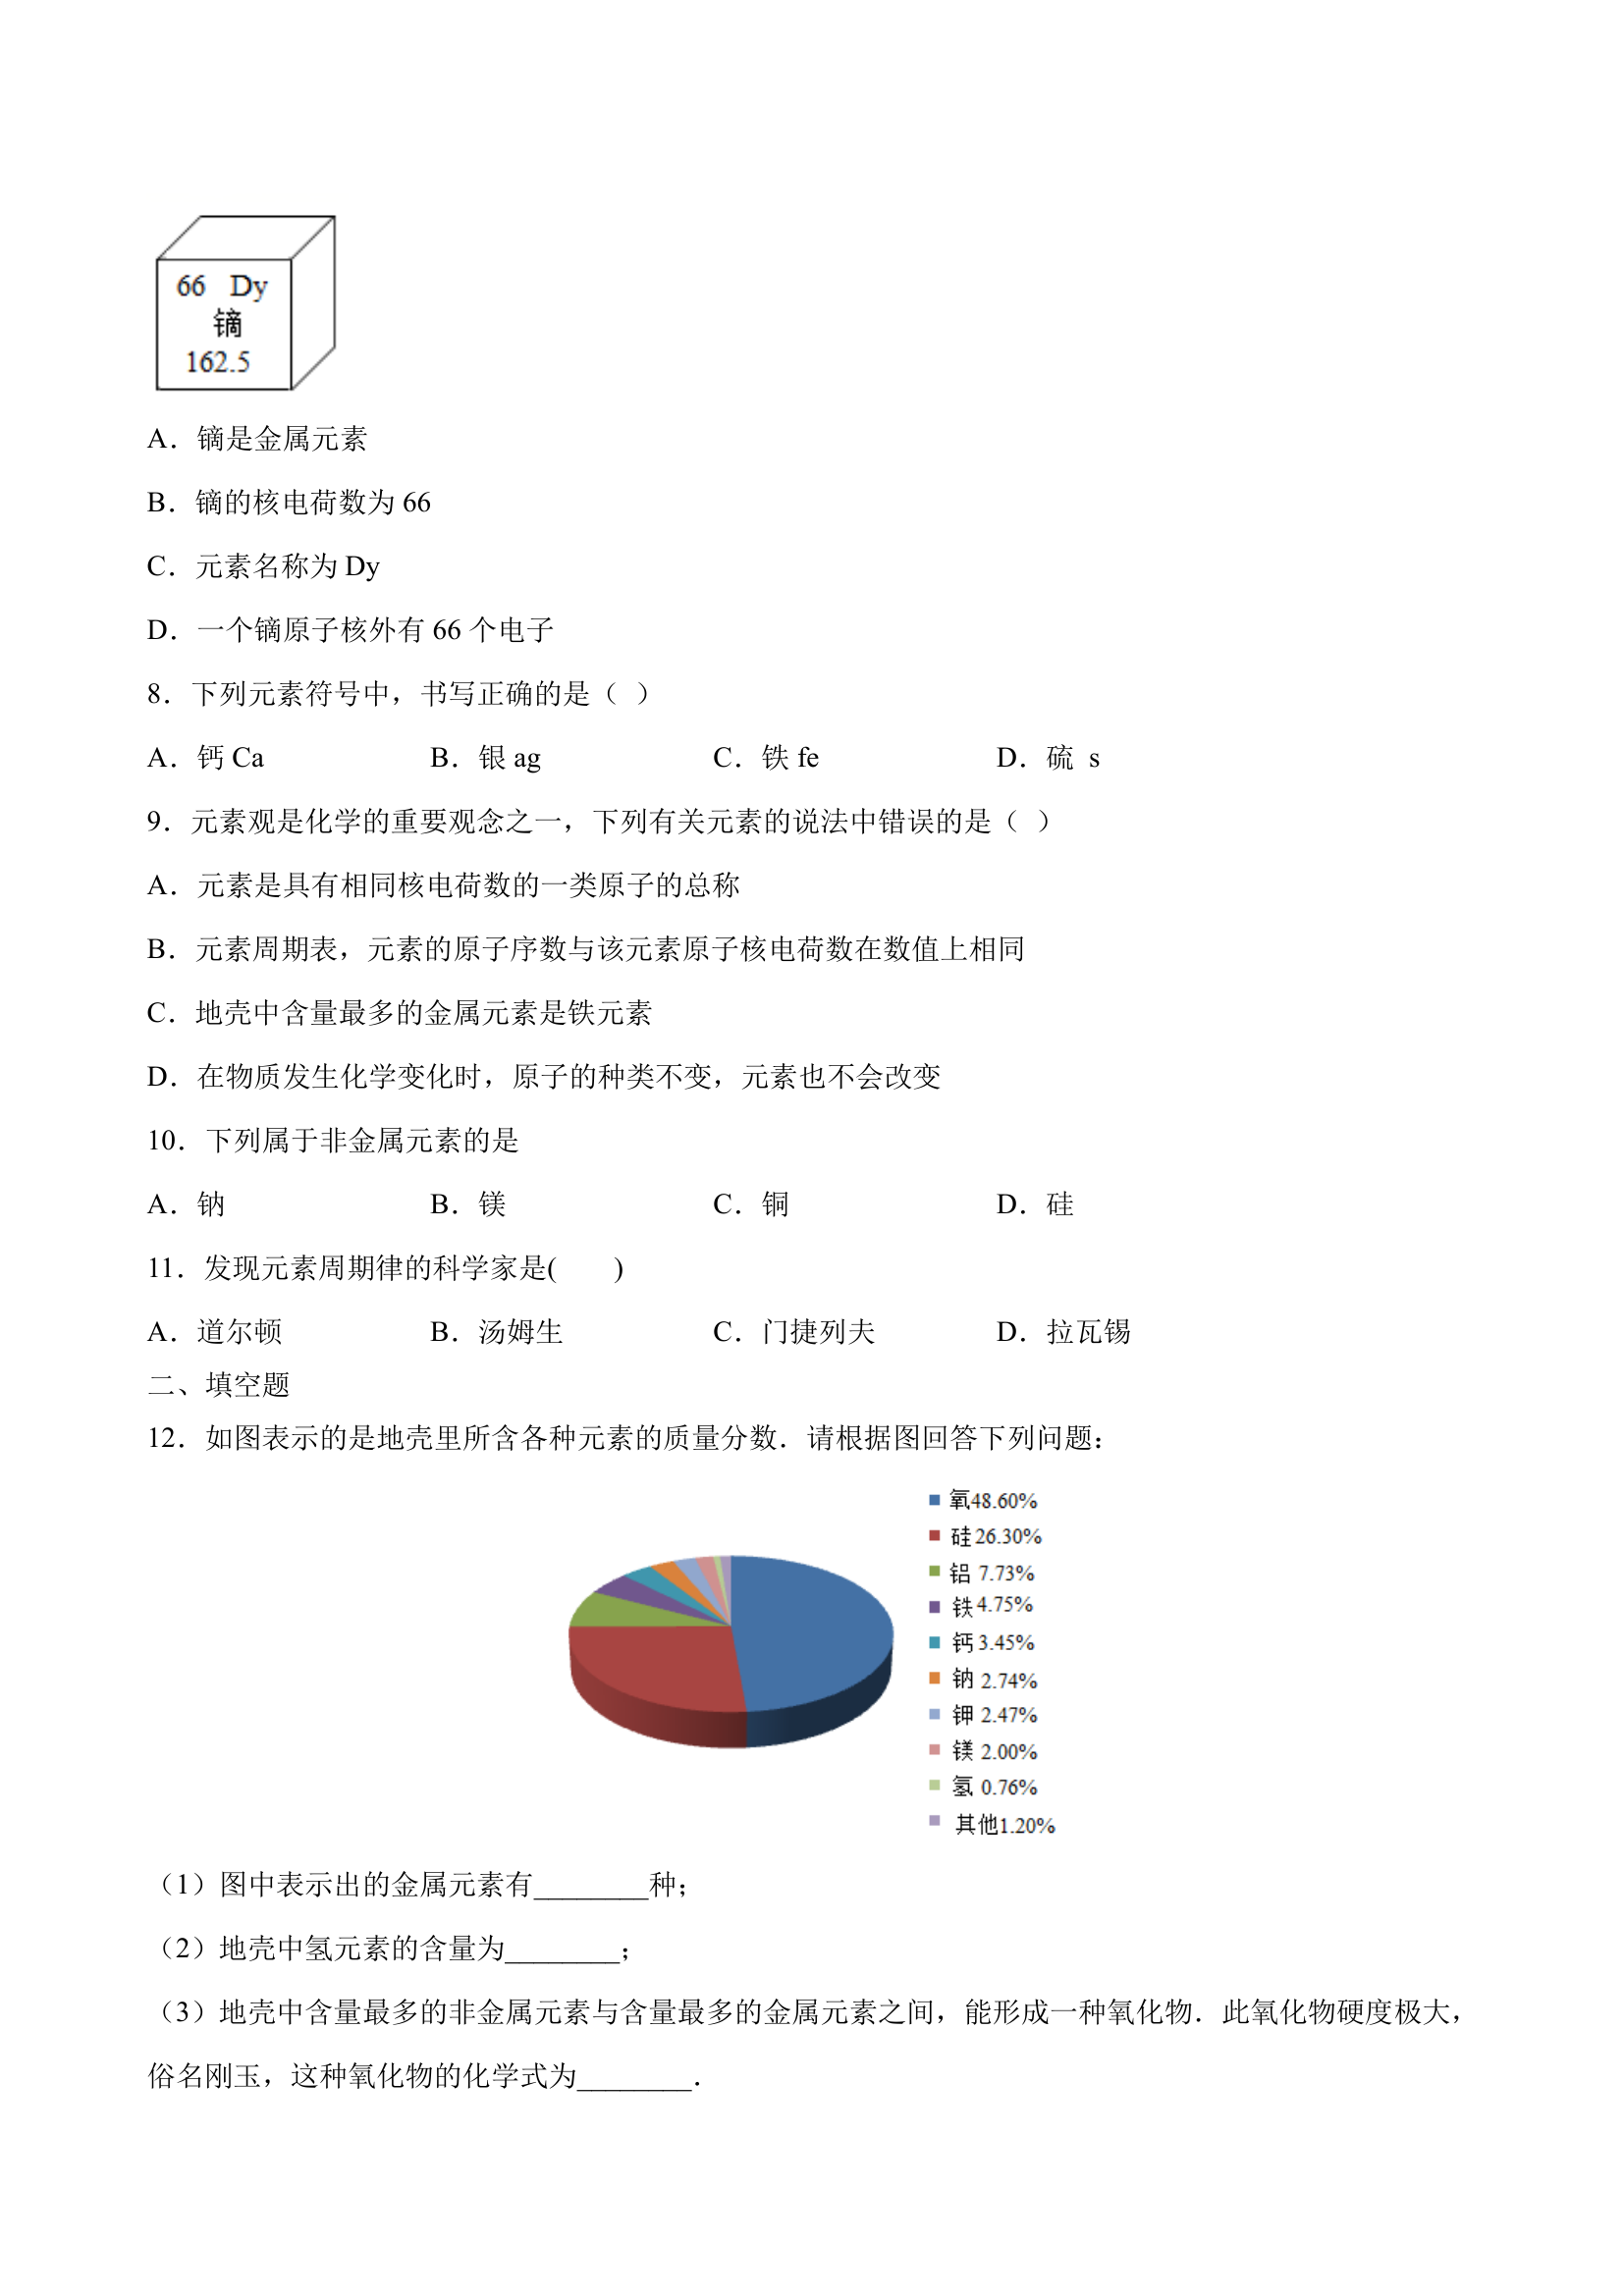 66 Dy
镝
162.5
A．镝是金属元素
B．镝的核电荷数为 66
C．元素名称为 Dy
D．一个镝原子核外有 66 个电子
8．下列元素符号中，书写正确的是（ ）
A．钙 Ca B．银 ag C．铁 fe D．硫 s
9．元素观是化学的重要观念之一，下列有关元素的说法中错误的是（ ）
A．元素是具有相同核电荷数的一类原子的总称
B．元素周期表，元素的原子序数与该元素原子核电荷数在数值上相同
C．地壳中含量最多的金属元素是铁元素
D．在物质发生化学变化时，原子的种类不变，元素也不会改变
10．下列属于非金属元素的是
A．钠 B．镁 C．铜 D．硅
11．发现元素周期律的科学家是( )
A．道尔顿 B．汤姆生 C．门捷列夫 D．拉瓦锡
二、填空题
12．如图表示的是地壳里所含各种元素的质量分数．请根据图回答下列问题：
氧48.60%
硅 26.30%
铝 7.73%
铁 4.75%
钙 3.45%
钠 2.74%
钾 2.47%
镁 2.00%
氢 0.76%
其他1.20%
（1）图中表示出的金属元素有________种；
（2）地壳中氢元素的含量为________；
（3）地壳中含量最多的非金属元素与含量最多的金属元素之间，能形成一种氧化物．此氧化物硬度极大，
俗名刚玉，这种氧化物的化学式为________．